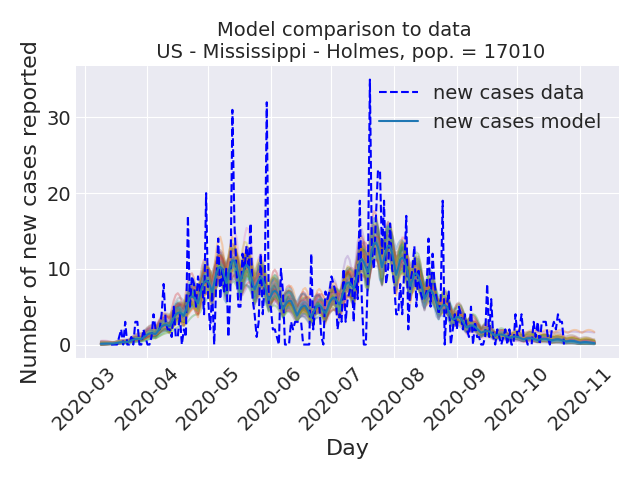 Model comparison to data
US - Mississippi - Holmes, pop. = 17010
Number of new cases reported
30
20
10
0
new cases data
new cases model
2020-03
2020-04
2020-05
2020-06
2020-07
2020-08
2020-09
2020-10
2020-11
Day